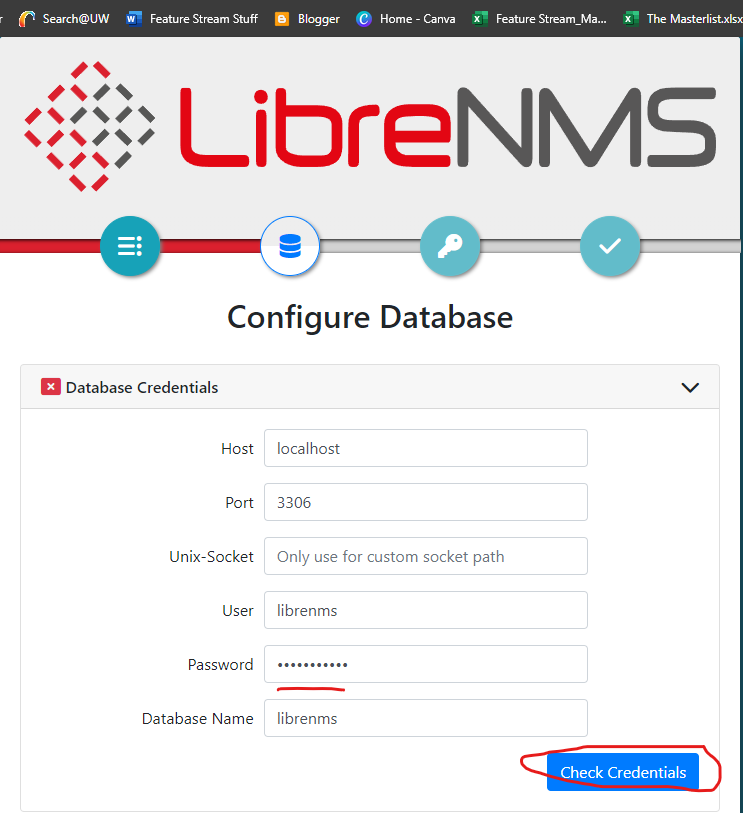 r Search@UW Feature Stream Stuff Blogger Home - Canva Feature Stream_Ma... The Masterlist.xlsx
LibreNMS
Configure Database
Database Credentials
Host localhost
Port 3306
Unix-Socket Only use for custom socket path
User librenms
Password •••••••••••
Database Name librenms
Check Credentials